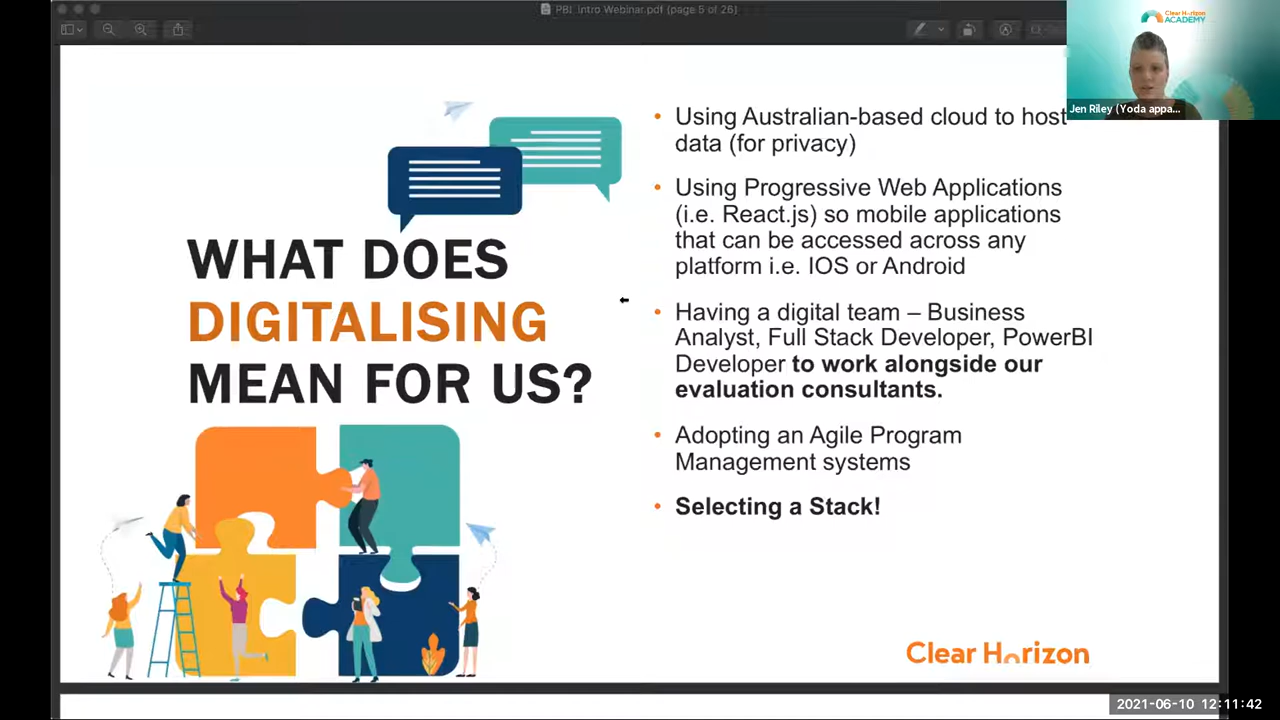 PBI intro Webinar.pdf (page 5 of 26)
Clear Horizon
ACADEMY
Jen Riley (Yoda appa...
WHAT DOES
DIGITALISING
MEAN FOR US?
• Using Australian-based cloud to host
data (for privacy)
• Using Progressive Web Applications
(i.e. React.js) so mobile applications
that can be accessed across any
platform i.e. IOS or Android
• Having a digital team – Business
Analyst, Full Stack Developer, PowerBI
Developer to work alongside our
evaluation consultants.
• Adopting an Agile Program
Management systems
• Selecting a Stack!
Clear Horizon
2021-06-10 12:11:42